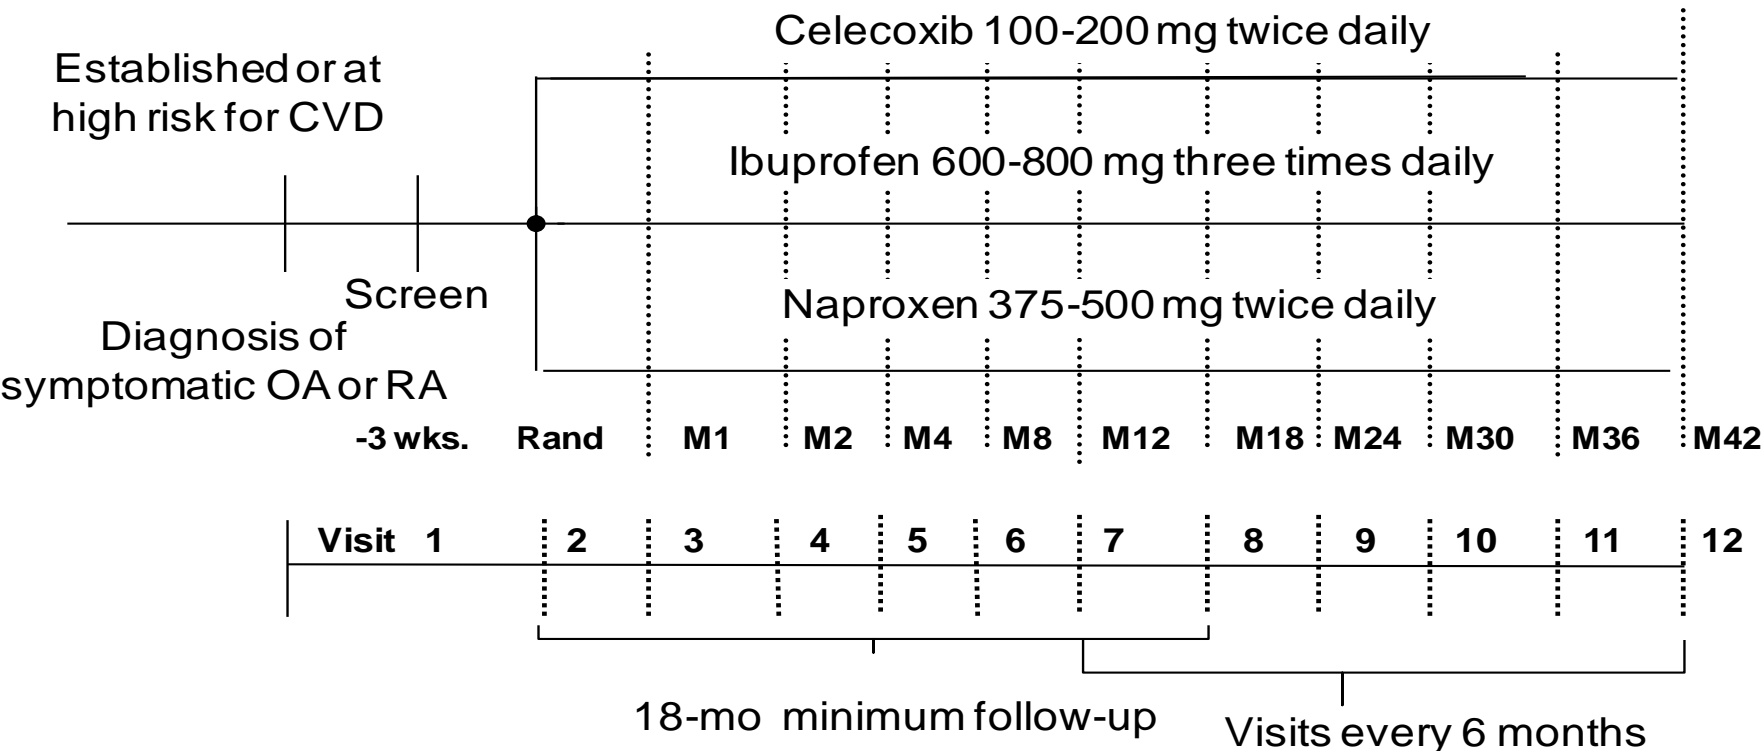 Celecoxib 100-200 mg twice daily
Established or at
high risk for CVD
Ibuprofen 600-800 mg three times daily
Screen
Naproxen 375-500 mg twice daily
Diagnosis of
symptomatic OA or RA
-3 wks. Rand M1 M2 M4 M8 M12 M18 M24 M30 M36 M42
Visit 1 2 3 4 5 6 7 8 9 10 11 12
18-mo minimum follow-up
Visits every 6 months